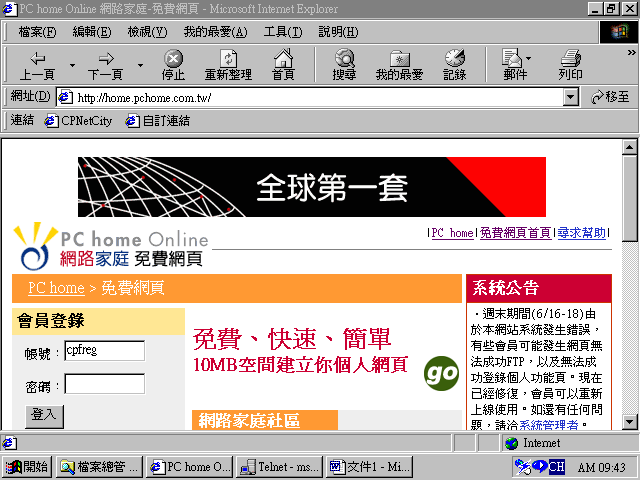 PC home Online 網路家庭-免費網頁 - Microsoft Internet Explorer
檔案(F) 編輯(E) 檢視(V) 我的最愛(A) 工具(T) 說明(H)
上一頁 下一頁 停止 重新整理 首頁 搜尋 我的最愛 記錄 郵件 列印
網址(D) http://home.pchome.com.tw/ 移至
連結 CPNetCity 自訂連結
全球第一套
PC home Online
網路家庭 免費網頁
|PC home|免費網頁首頁|尋求幫助|
PC home > 免費網頁
會員登錄
帳號：cpfreg
密碼：
登入
免費、快速、簡單
10MB空間建立你個人網頁
go
網路家庭社區
系統公告
‧週末期間(6/16-18)由
於本網站系統發生錯誤，
有些會員可能發生網頁無
法成功FTP，以及無法成
功登錄個人功能頁。現在
已經修復，會員可以重新
上線使用。如還有任何問
題，請洽系統管理者。
Internet
開始 檔案總管 ... PC home O... Telnet - ms... 文件1 - Mi... CH AM 09:43